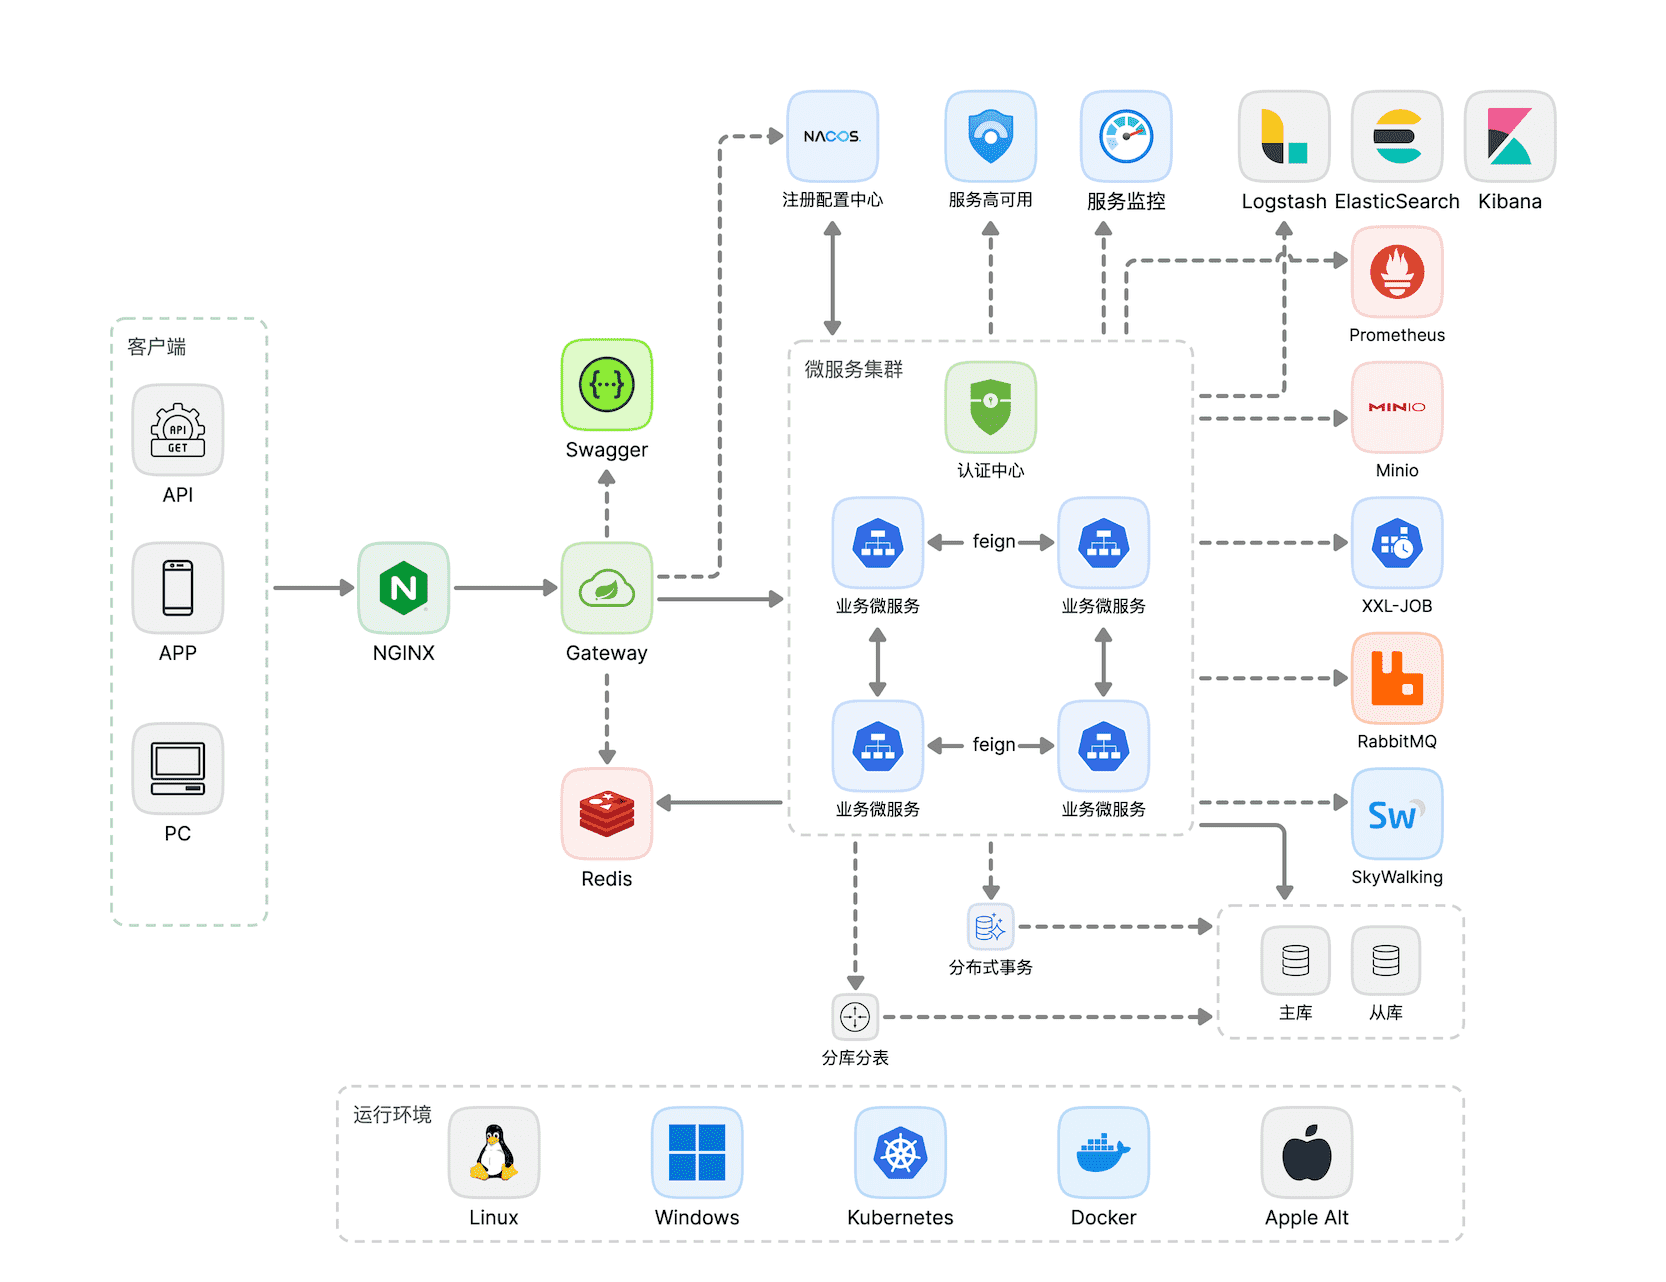 NACOS
注册配置中心
服务高可用
服务监控
Logstash
ElasticSearch
Kibana
Prometheus
客户端
API
GET
API
APP
PC
NGINX
Swagger
Gateway
Redis
微服务集群
认证中心
feign
业务微服务
业务微服务
feign
业务微服务
业务微服务
MINIO
Minio
XXL-JOB
RabbitMQ
Sw
SkyWalking
分布式事务
分库分表
主库
从库
运行环境
Linux
Windows
Kubernetes
Docker
Apple Alt